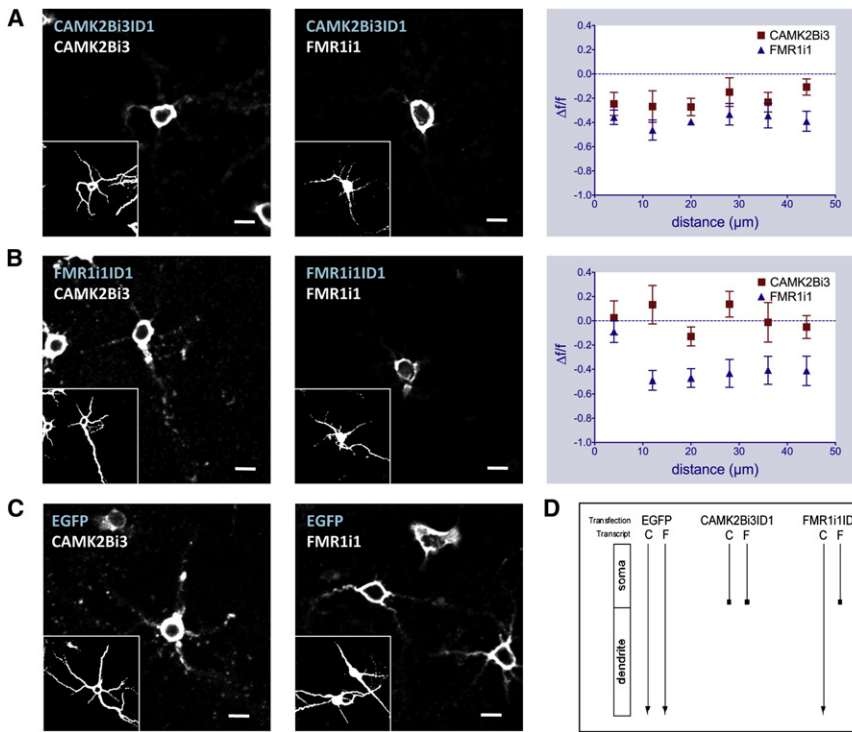 A
CAMK2Bi3ID1
CAMK2Bi3
CAMK2Bi3ID1
FMR1i1
CAMK2Bi3
FMR1i1
0.4
0.2
0.0
-0.2
-0.4
-0.6
-0.8
-1.0
Δf/f
0 10 20 30 40 50
distance (µm)
B
FMR1i1ID1
CAMK2Bi3
FMR1i1ID1
FMR1i1
CAMK2Bi3
FMR1i1
0.4
0.2
0.0
-0.2
-0.4
-0.6
-0.8
-1.0
Δf/f
0 10 20 30 40 50
distance (µm)
C
EGFP
CAMK2Bi3
EGFP
FMR1i1
D
Transfection EGFP CAMK2Bi3ID1 FMR1i1ID
Transcript C F C F C F
soma
dendrite